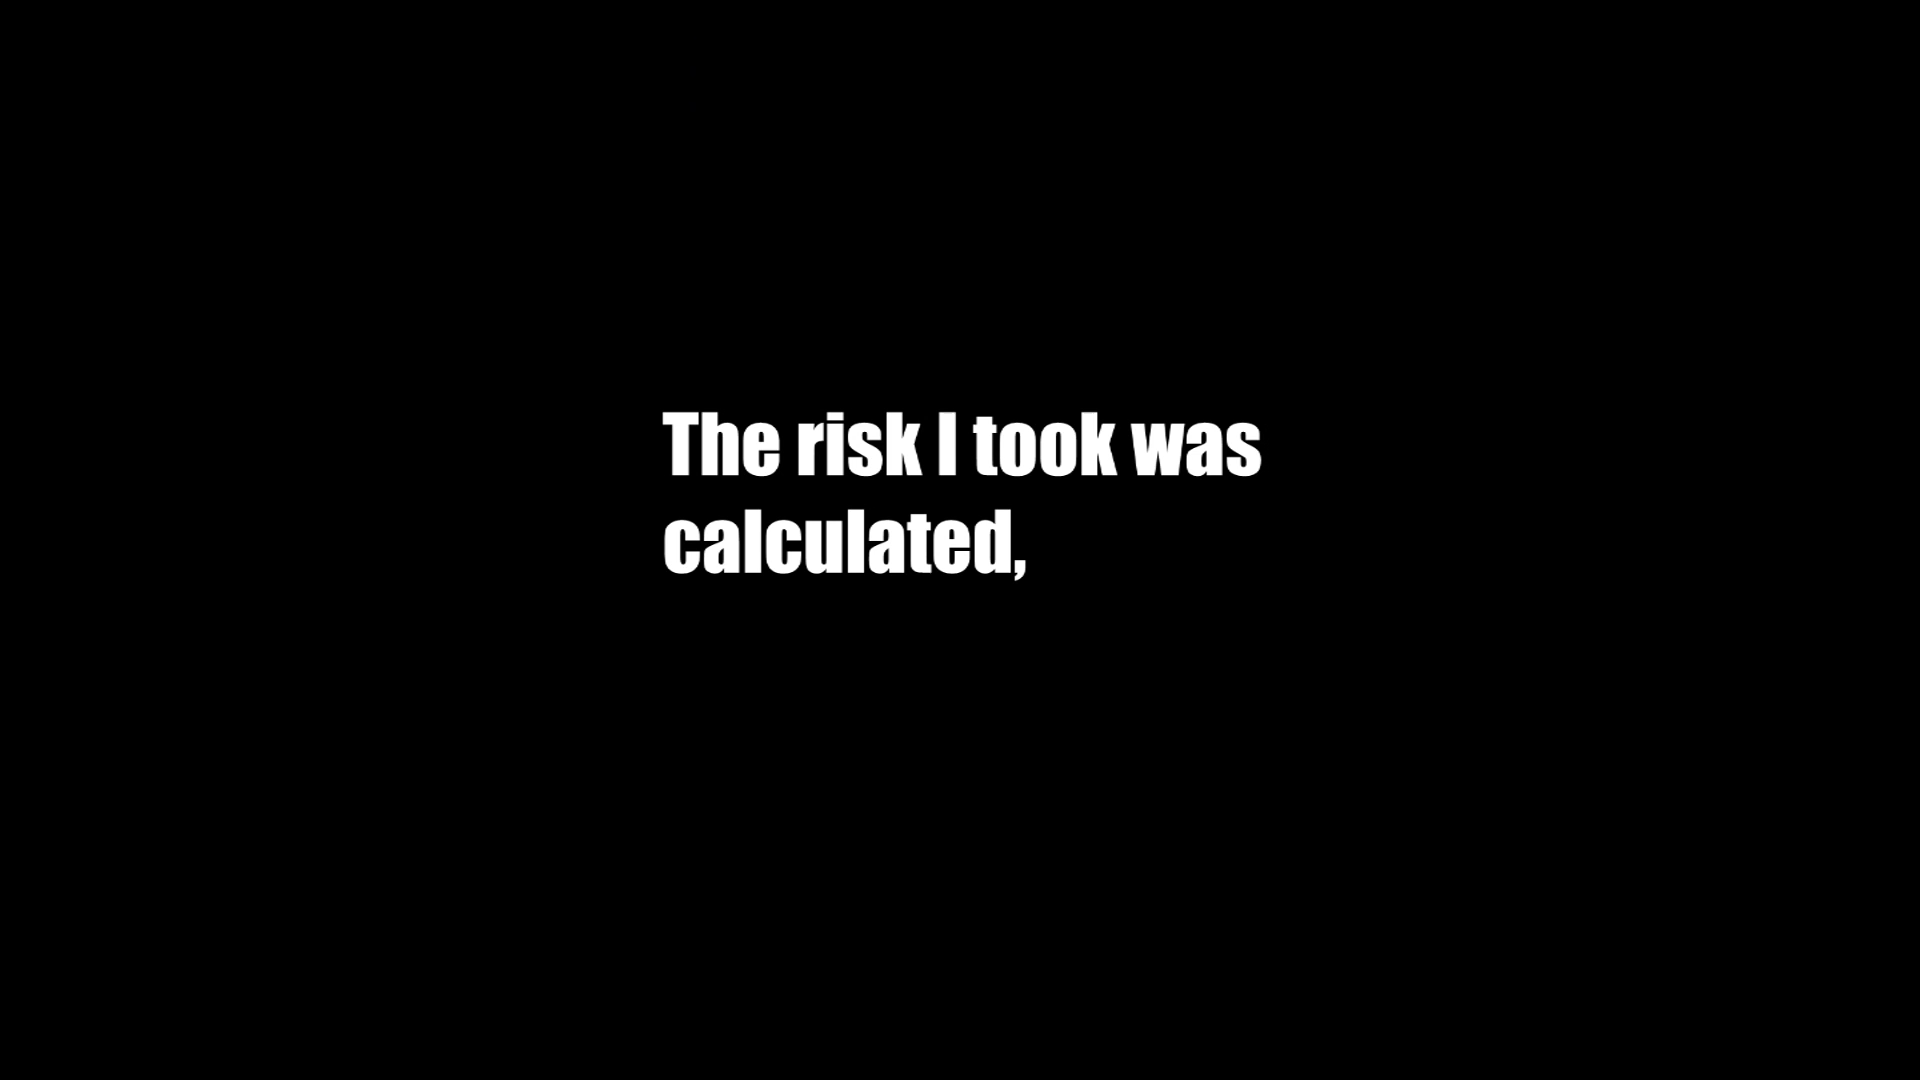 The risk I took was
calculated,